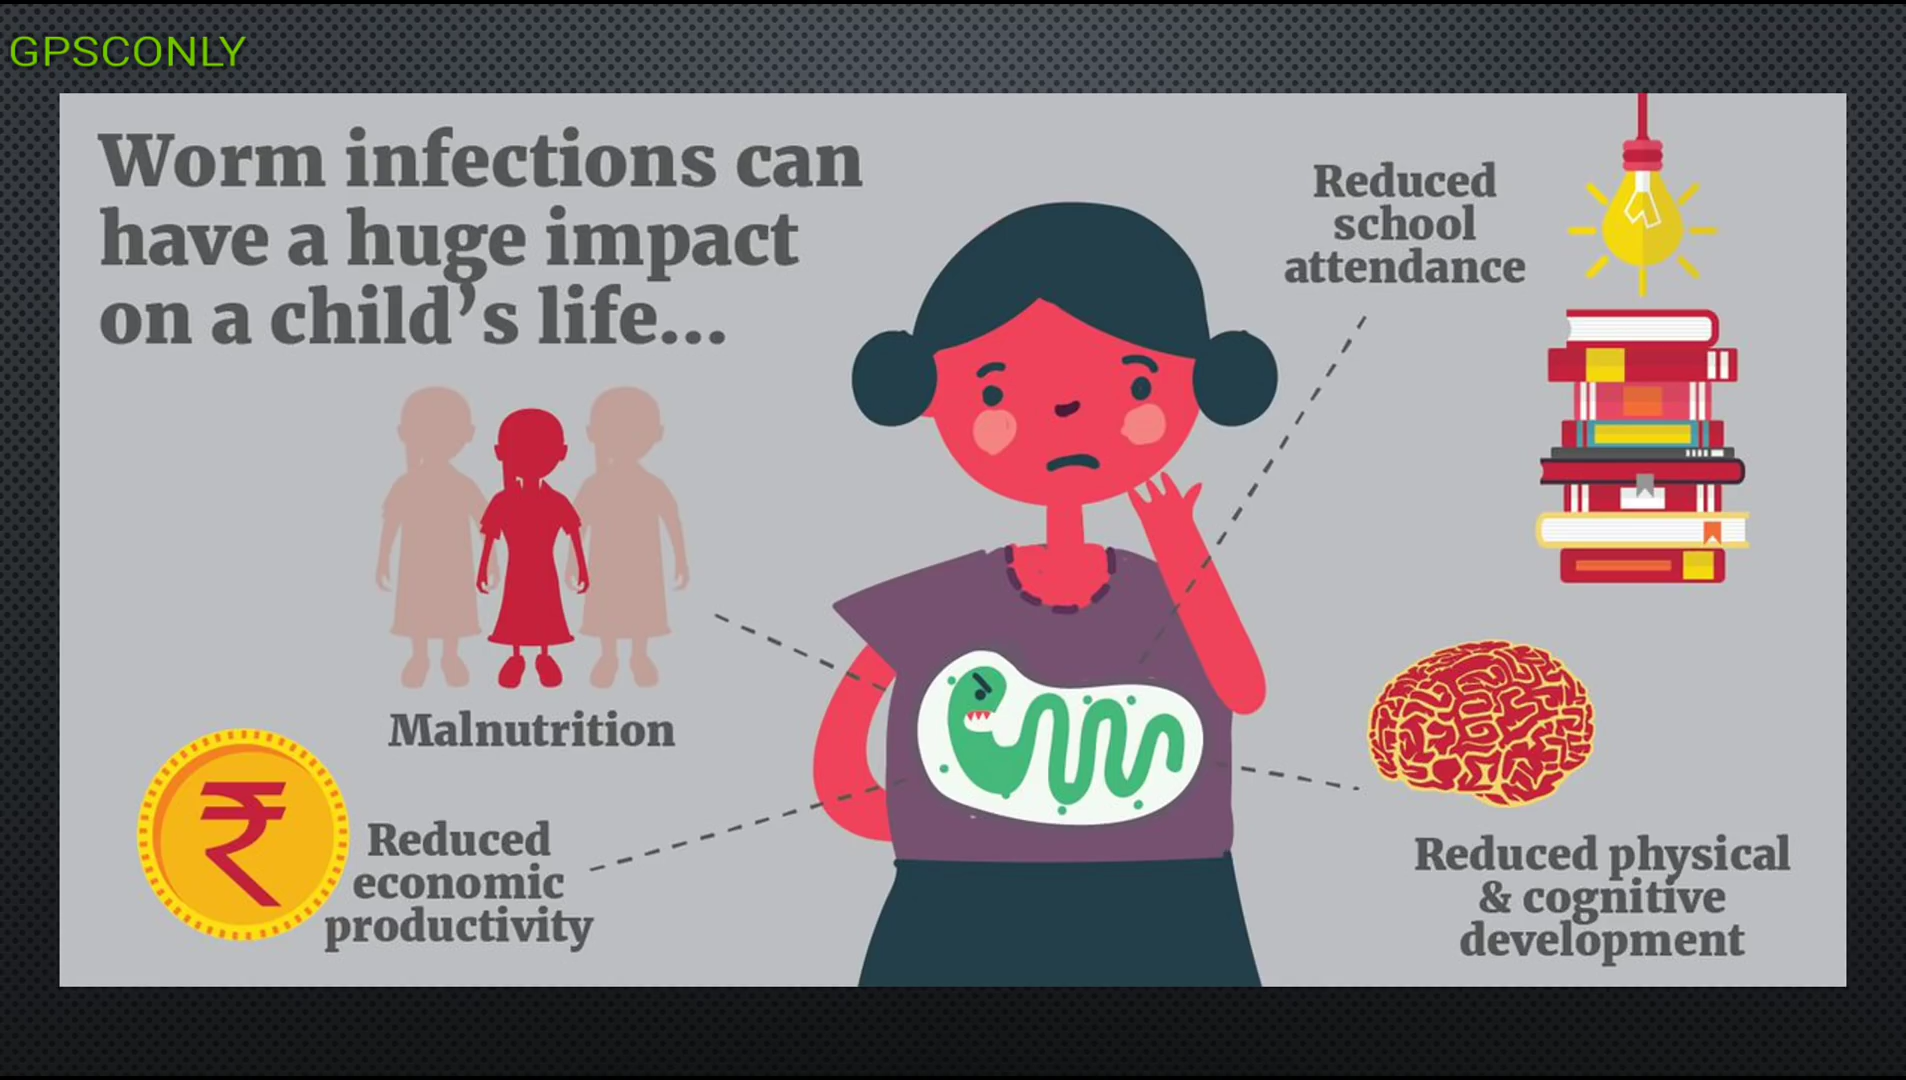 GPSCONLY
Worm infections can
have a huge impact
on a child’s life...
Reduced
school
attendance
Malnutrition
Reduced
economic
productivity
Reduced physical
& cognitive
development